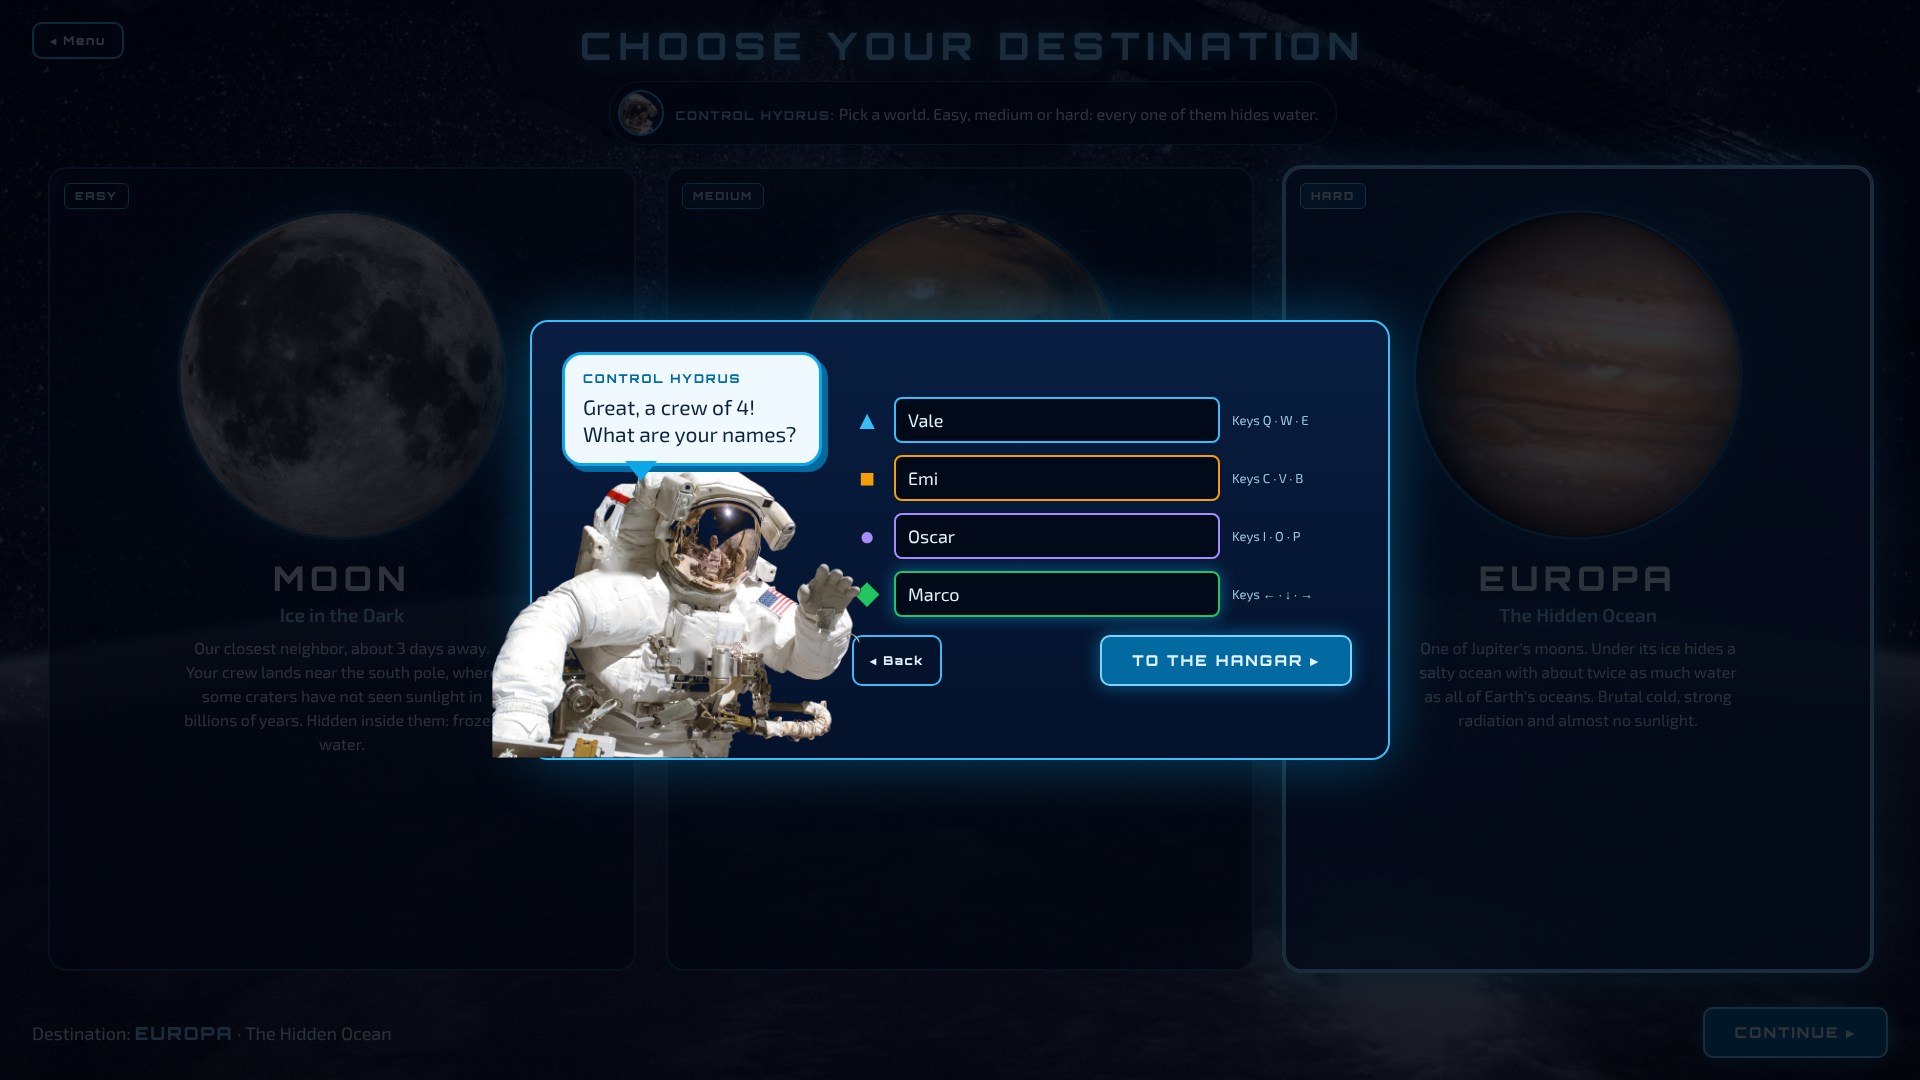 ◂ Menu
CHOOSE YOUR DESTINATION
CONTROL HYDRUS: Pick a world. Easy, medium or hard: every one of them hides water.
EASY
MEDIUM
HARD
CONTROL HYDRUS
Great, a crew of 4!
What are your names?
Vale
Keys Q · W · E
Emi
Keys C · V · B
Oscar
Keys I · O · P
Marco
Keys ← · ↓ · →
◂ Back
TO THE HANGAR ▸
MOON
Ice in the Dark
Our closest neighbor, about 3 days away.
Your crew lands near the south pole, wher
some craters have not seen sunlight in
billions of years. Hidden inside them: froze
water.
EUROPA
The Hidden Ocean
One of Jupiter's moons. Under its ice hides a
salty ocean with about twice as much water
as all of Earth's oceans. Brutal cold, strong
radiation and almost no sunlight.
Destination: EUROPA · The Hidden Ocean
CONTINUE ▸